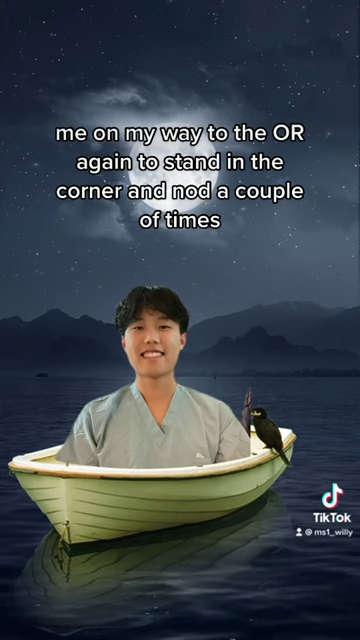 me on my way to the OR
again to stand in the
corner and nod a couple
of times
TikTok
@ms1_willy